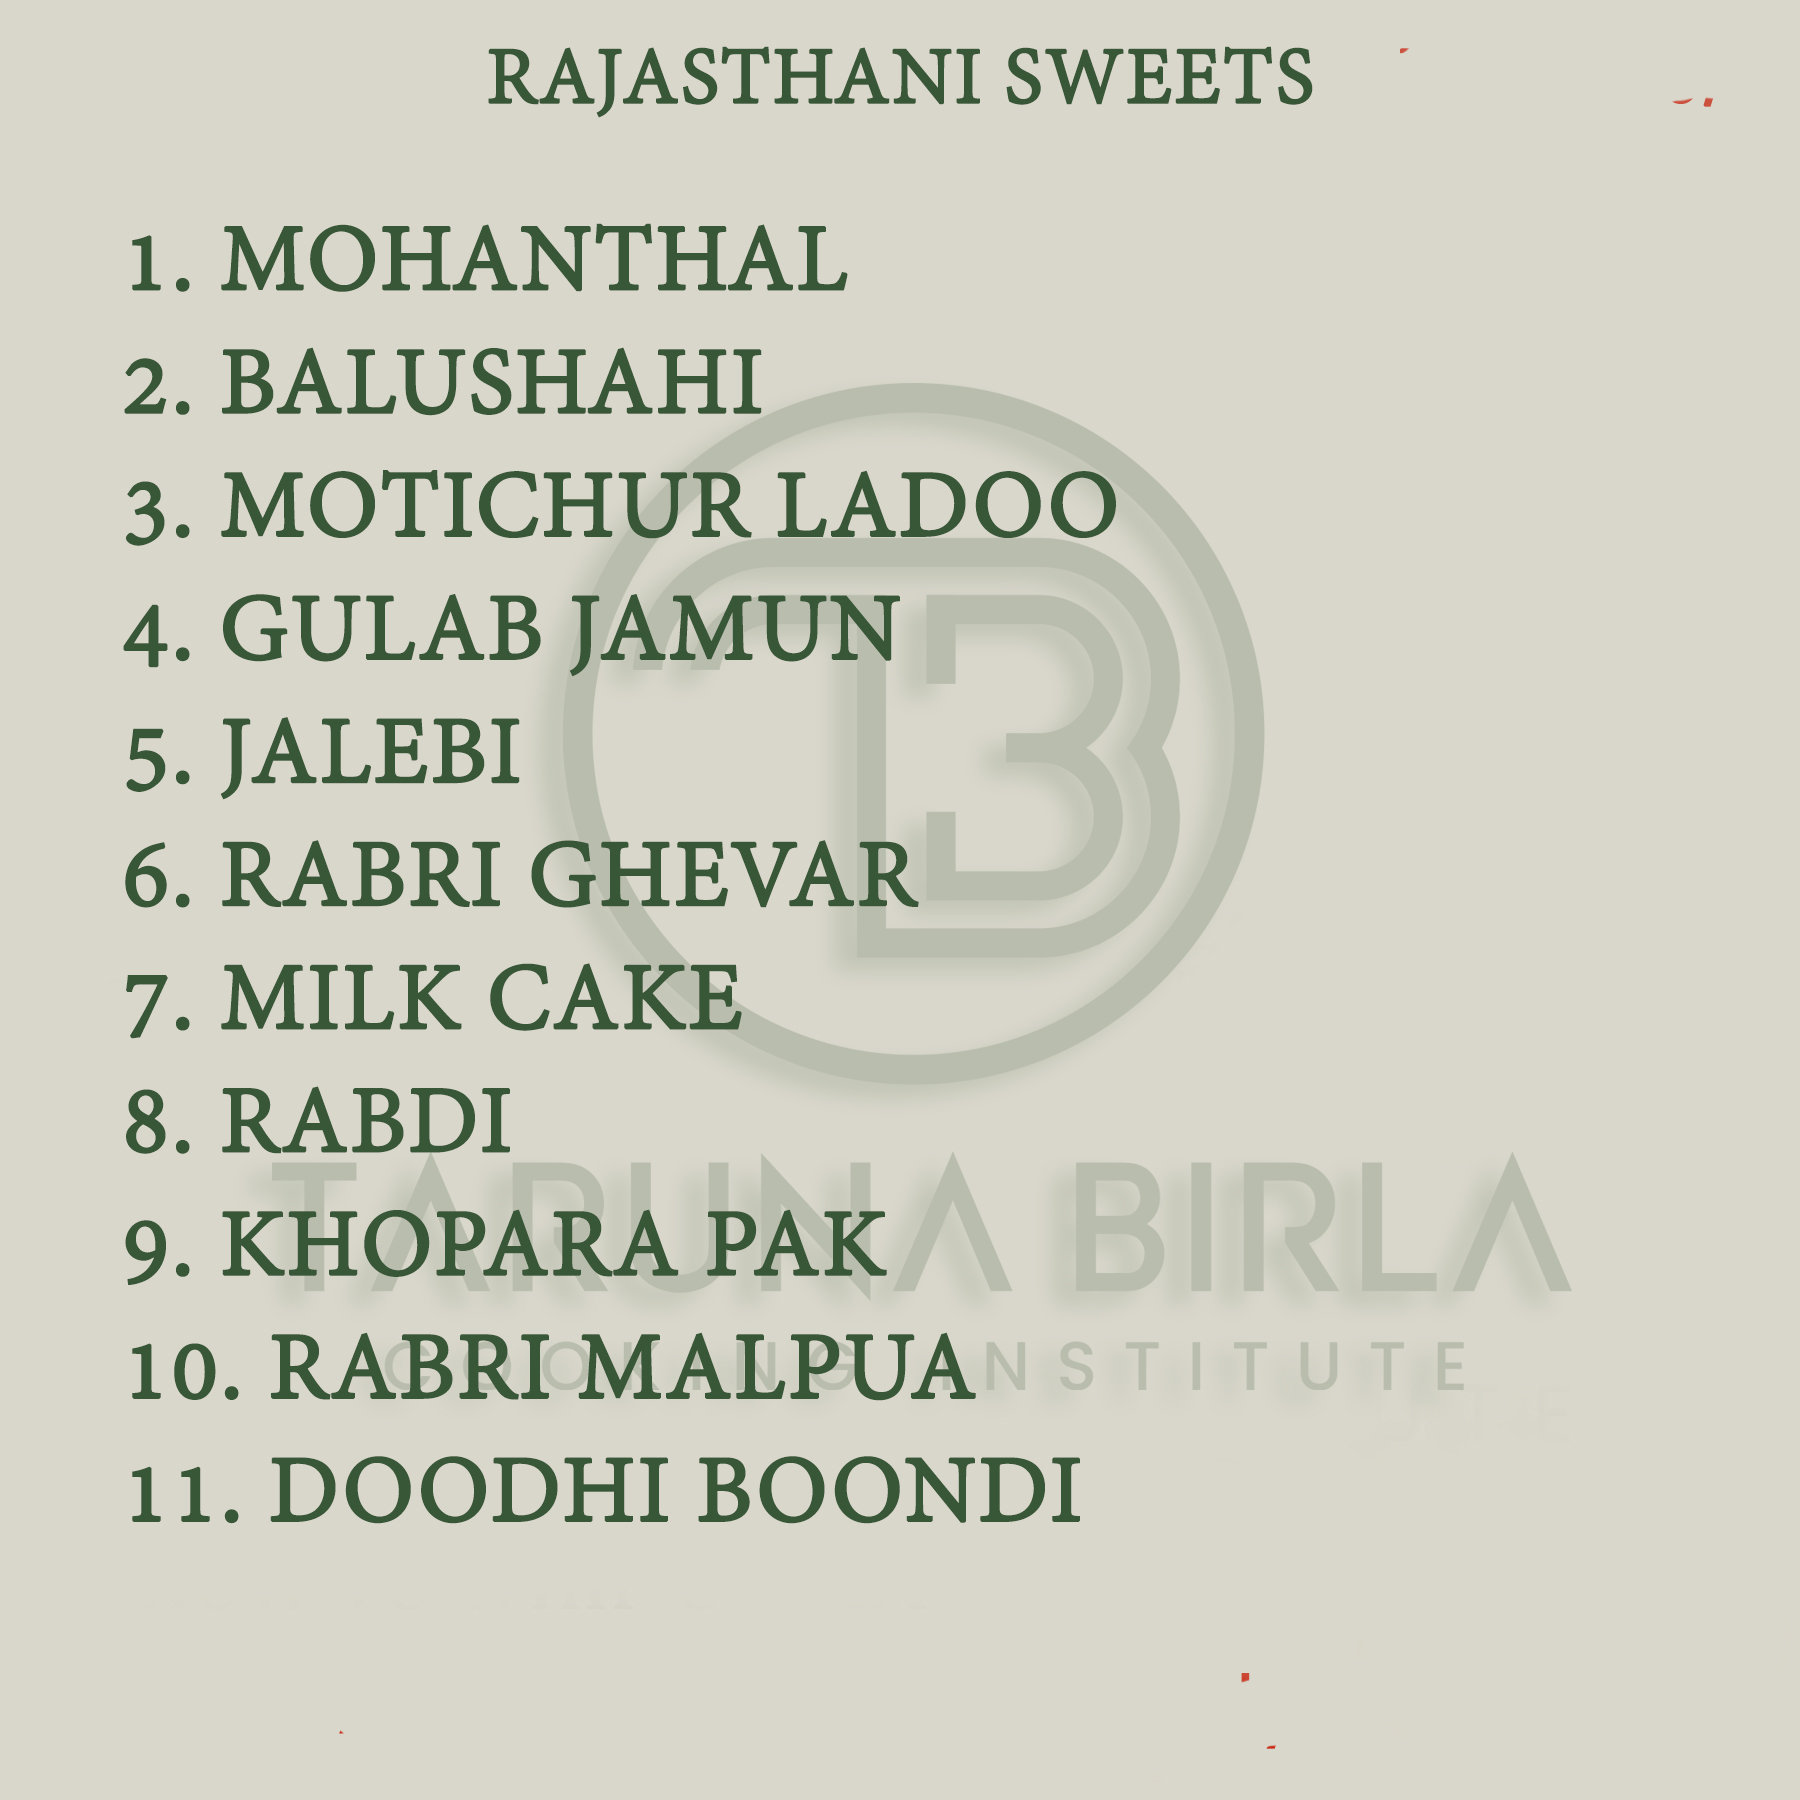 RAJASTHANI SWEETS
1. MOHANTHAL
2. BALUSHAHI
3. MOTICHUR LADOO
4. GULAB JAMUN
5. JALEBI
6. RABRI GHEVAR
7. MILK CAKE
8. RABDI
TARUNA BIRLA
9. KHOPARA PAK
COOKING INSTITUTE
10. RABRI MALPUA
11. DOODHI BOONDI